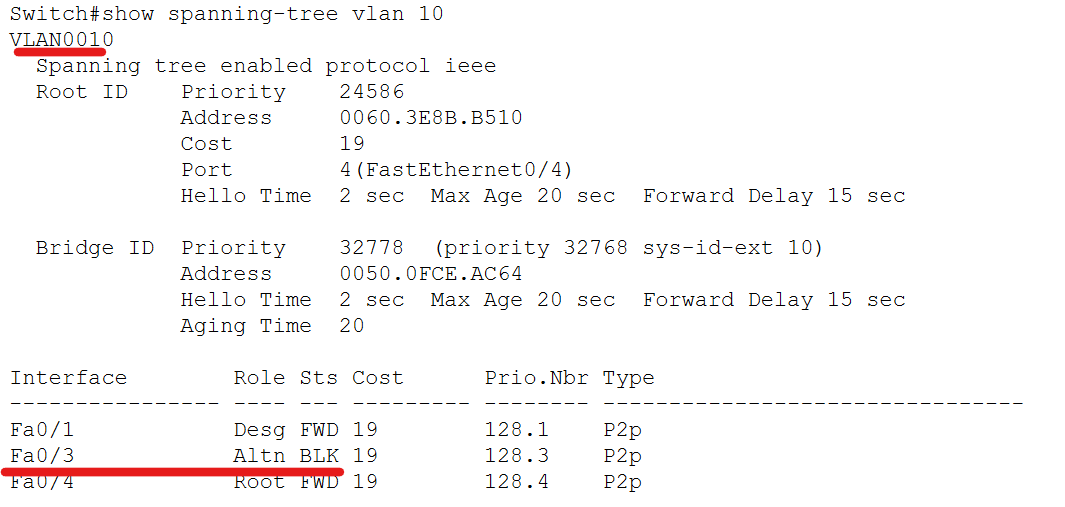 Switch#show spanning-tree vlan 10
VLAN0010
  Spanning tree enabled protocol ieee
  Root ID    Priority    24586
             Address     0060.3E8B.B510
             Cost        19
             Port        4(FastEthernet0/4)
             Hello Time  2 sec  Max Age 20 sec  Forward Delay 15 sec

  Bridge ID  Priority    32778  (priority 32768 sys-id-ext 10)
             Address     0050.0FCE.AC64
             Hello Time  2 sec  Max Age 20 sec  Forward Delay 15 sec
             Aging Time  20

Interface        Role Sts Cost      Prio.Nbr Type
---------------- ---- --- --------- -------- --------------------------------
Fa0/1            Desg FWD 19        128.1    P2p
Fa0/3            Altn BLK 19        128.3    P2p
Fa0/4            Root FWD 19        128.4    P2p